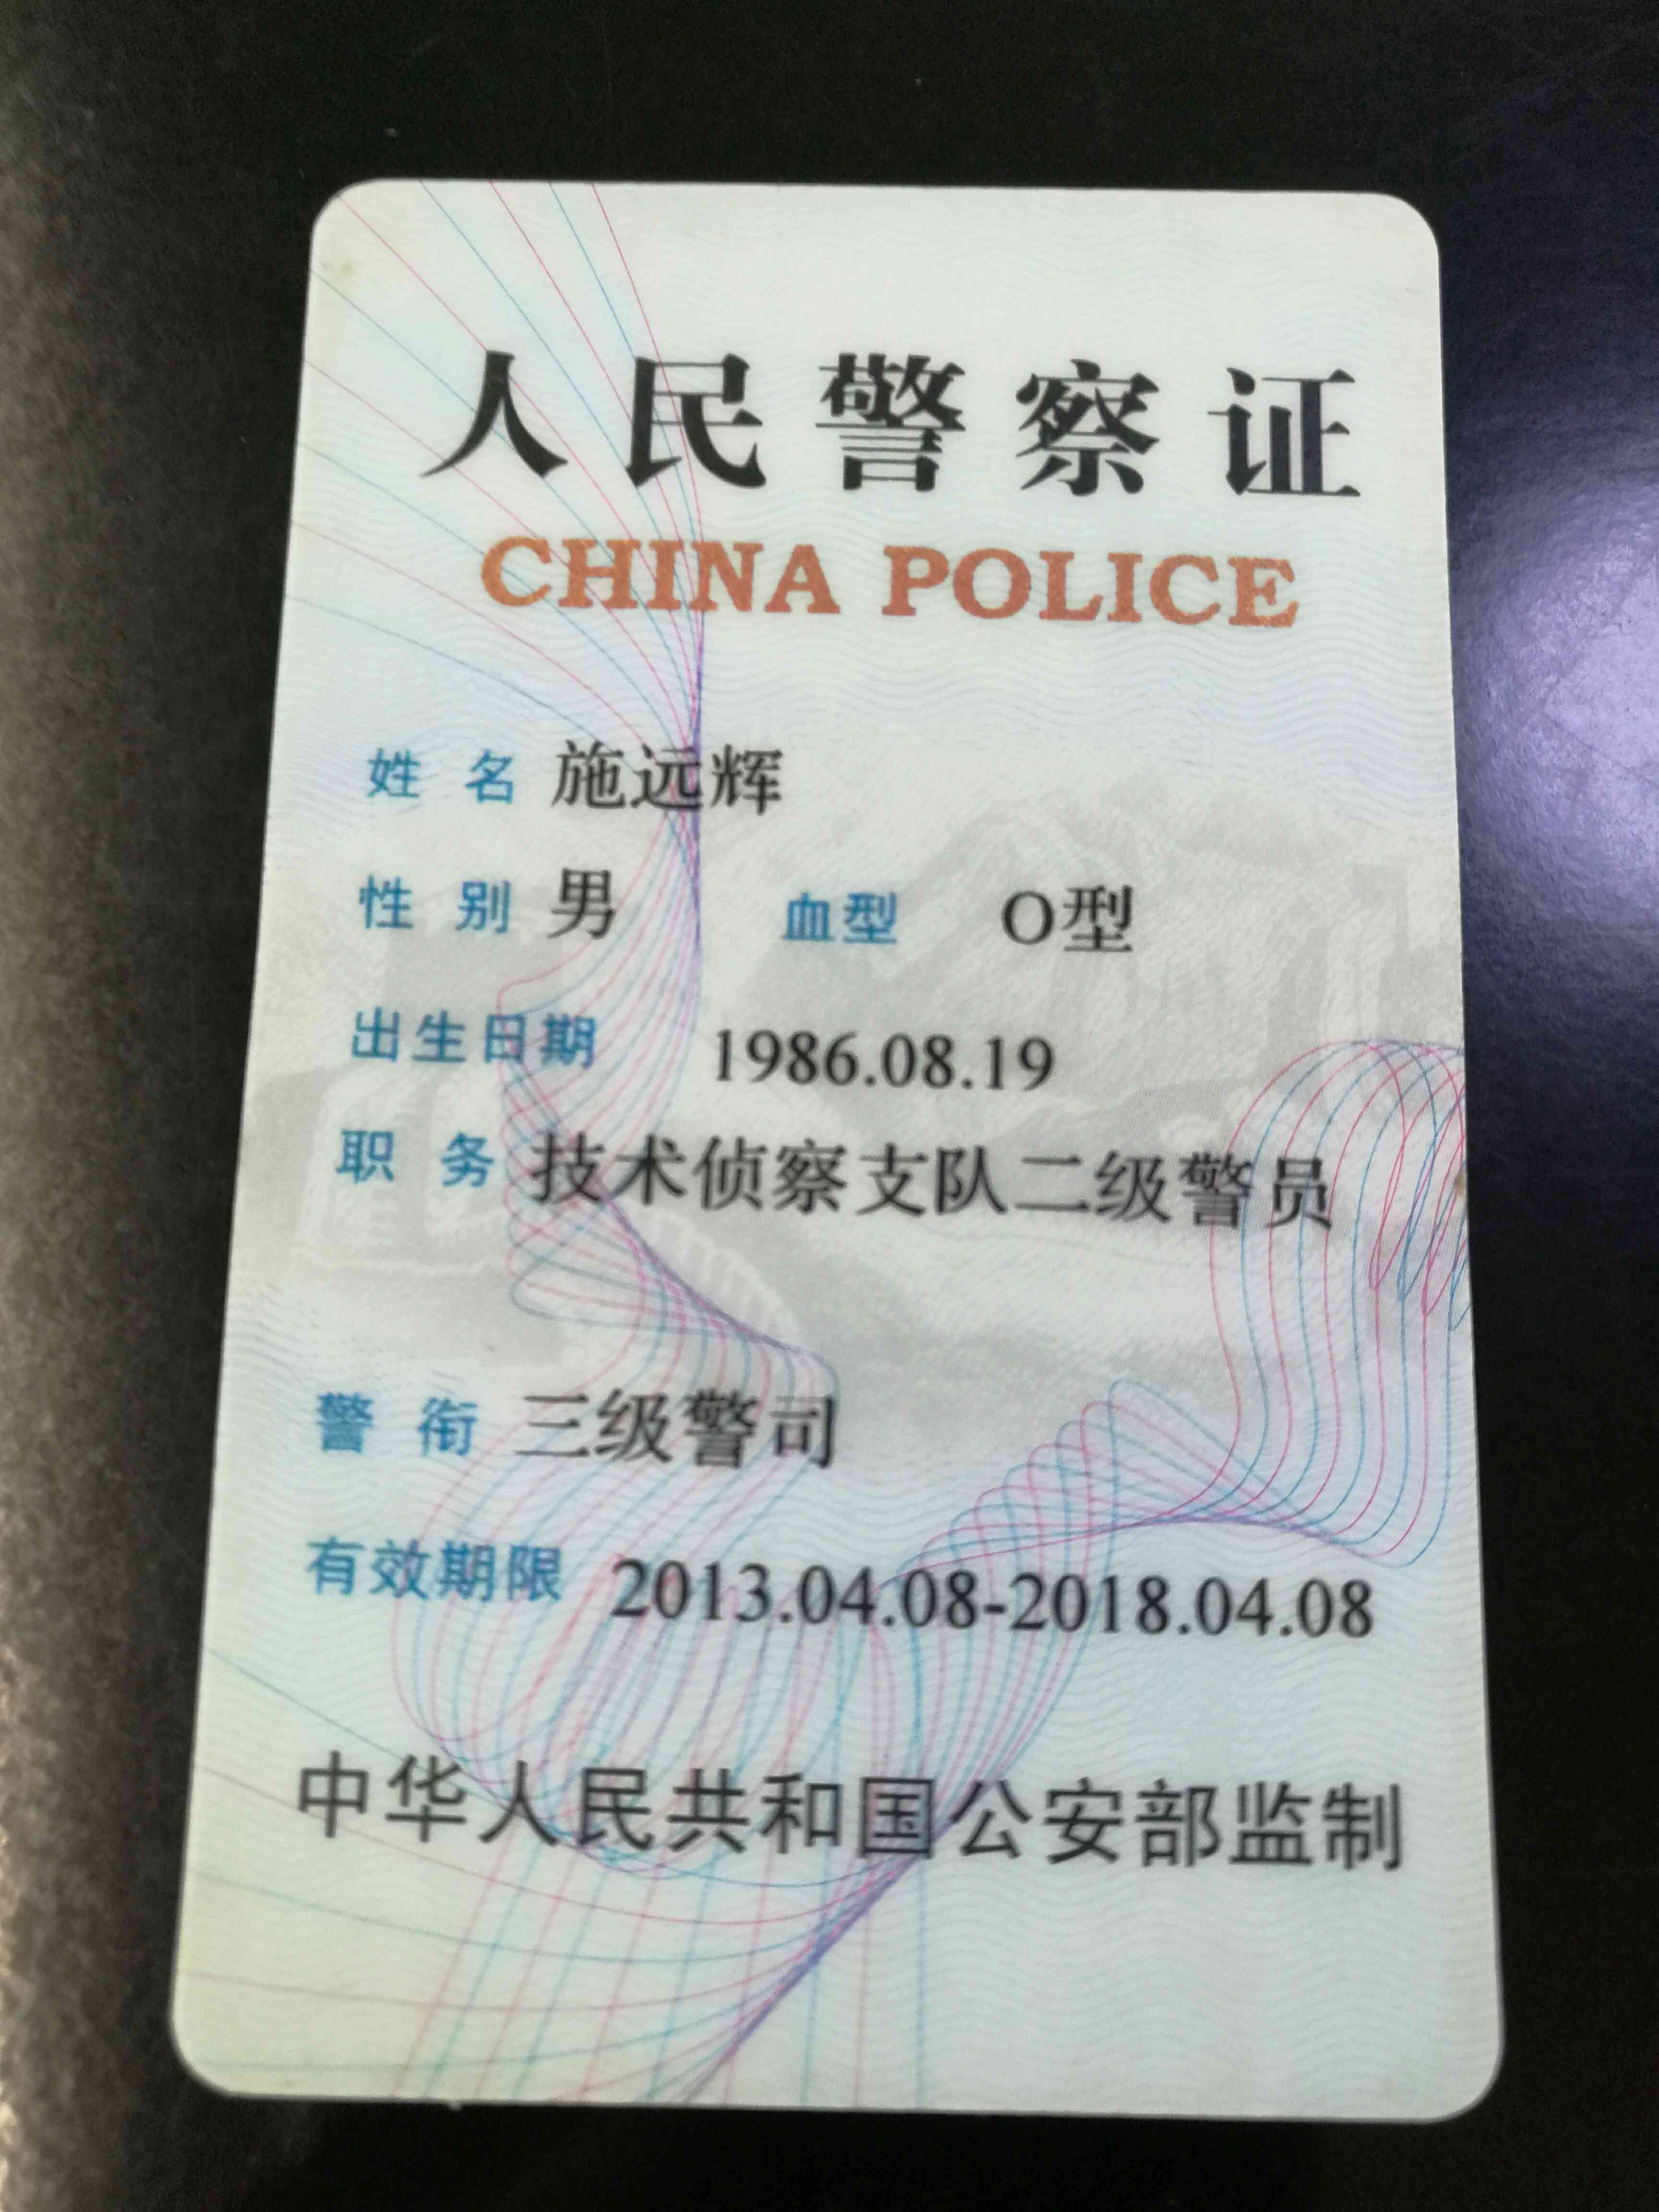 人民警察证
CHINA POLICE
姓名 施远辉
性别 男 血型 O型
出生日期 1986.08.19
职务 技术侦察支队二级警员
警衔 三级警司
有效期限 2013.04.08-2018.04.08
中华人民共和国公安部监制